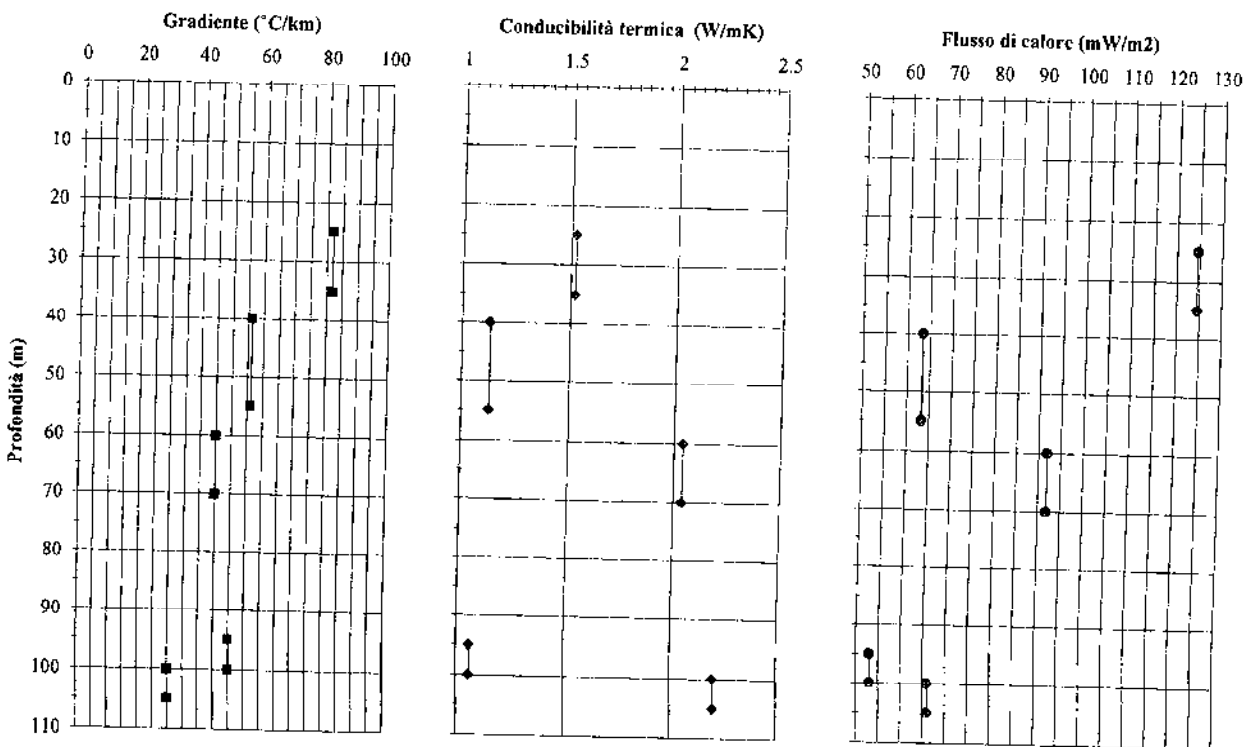 Gradiente (°C/km)
0 20 40 60 80 100
Conducibilità termica (W/mK)
1 1.5 2 2.5
Flusso di calore (mW/m2)
50 60 70 80 90 100 110 120 130
Profondità (m)
0
10
20
30
40
50
60
70
80
90
100
110